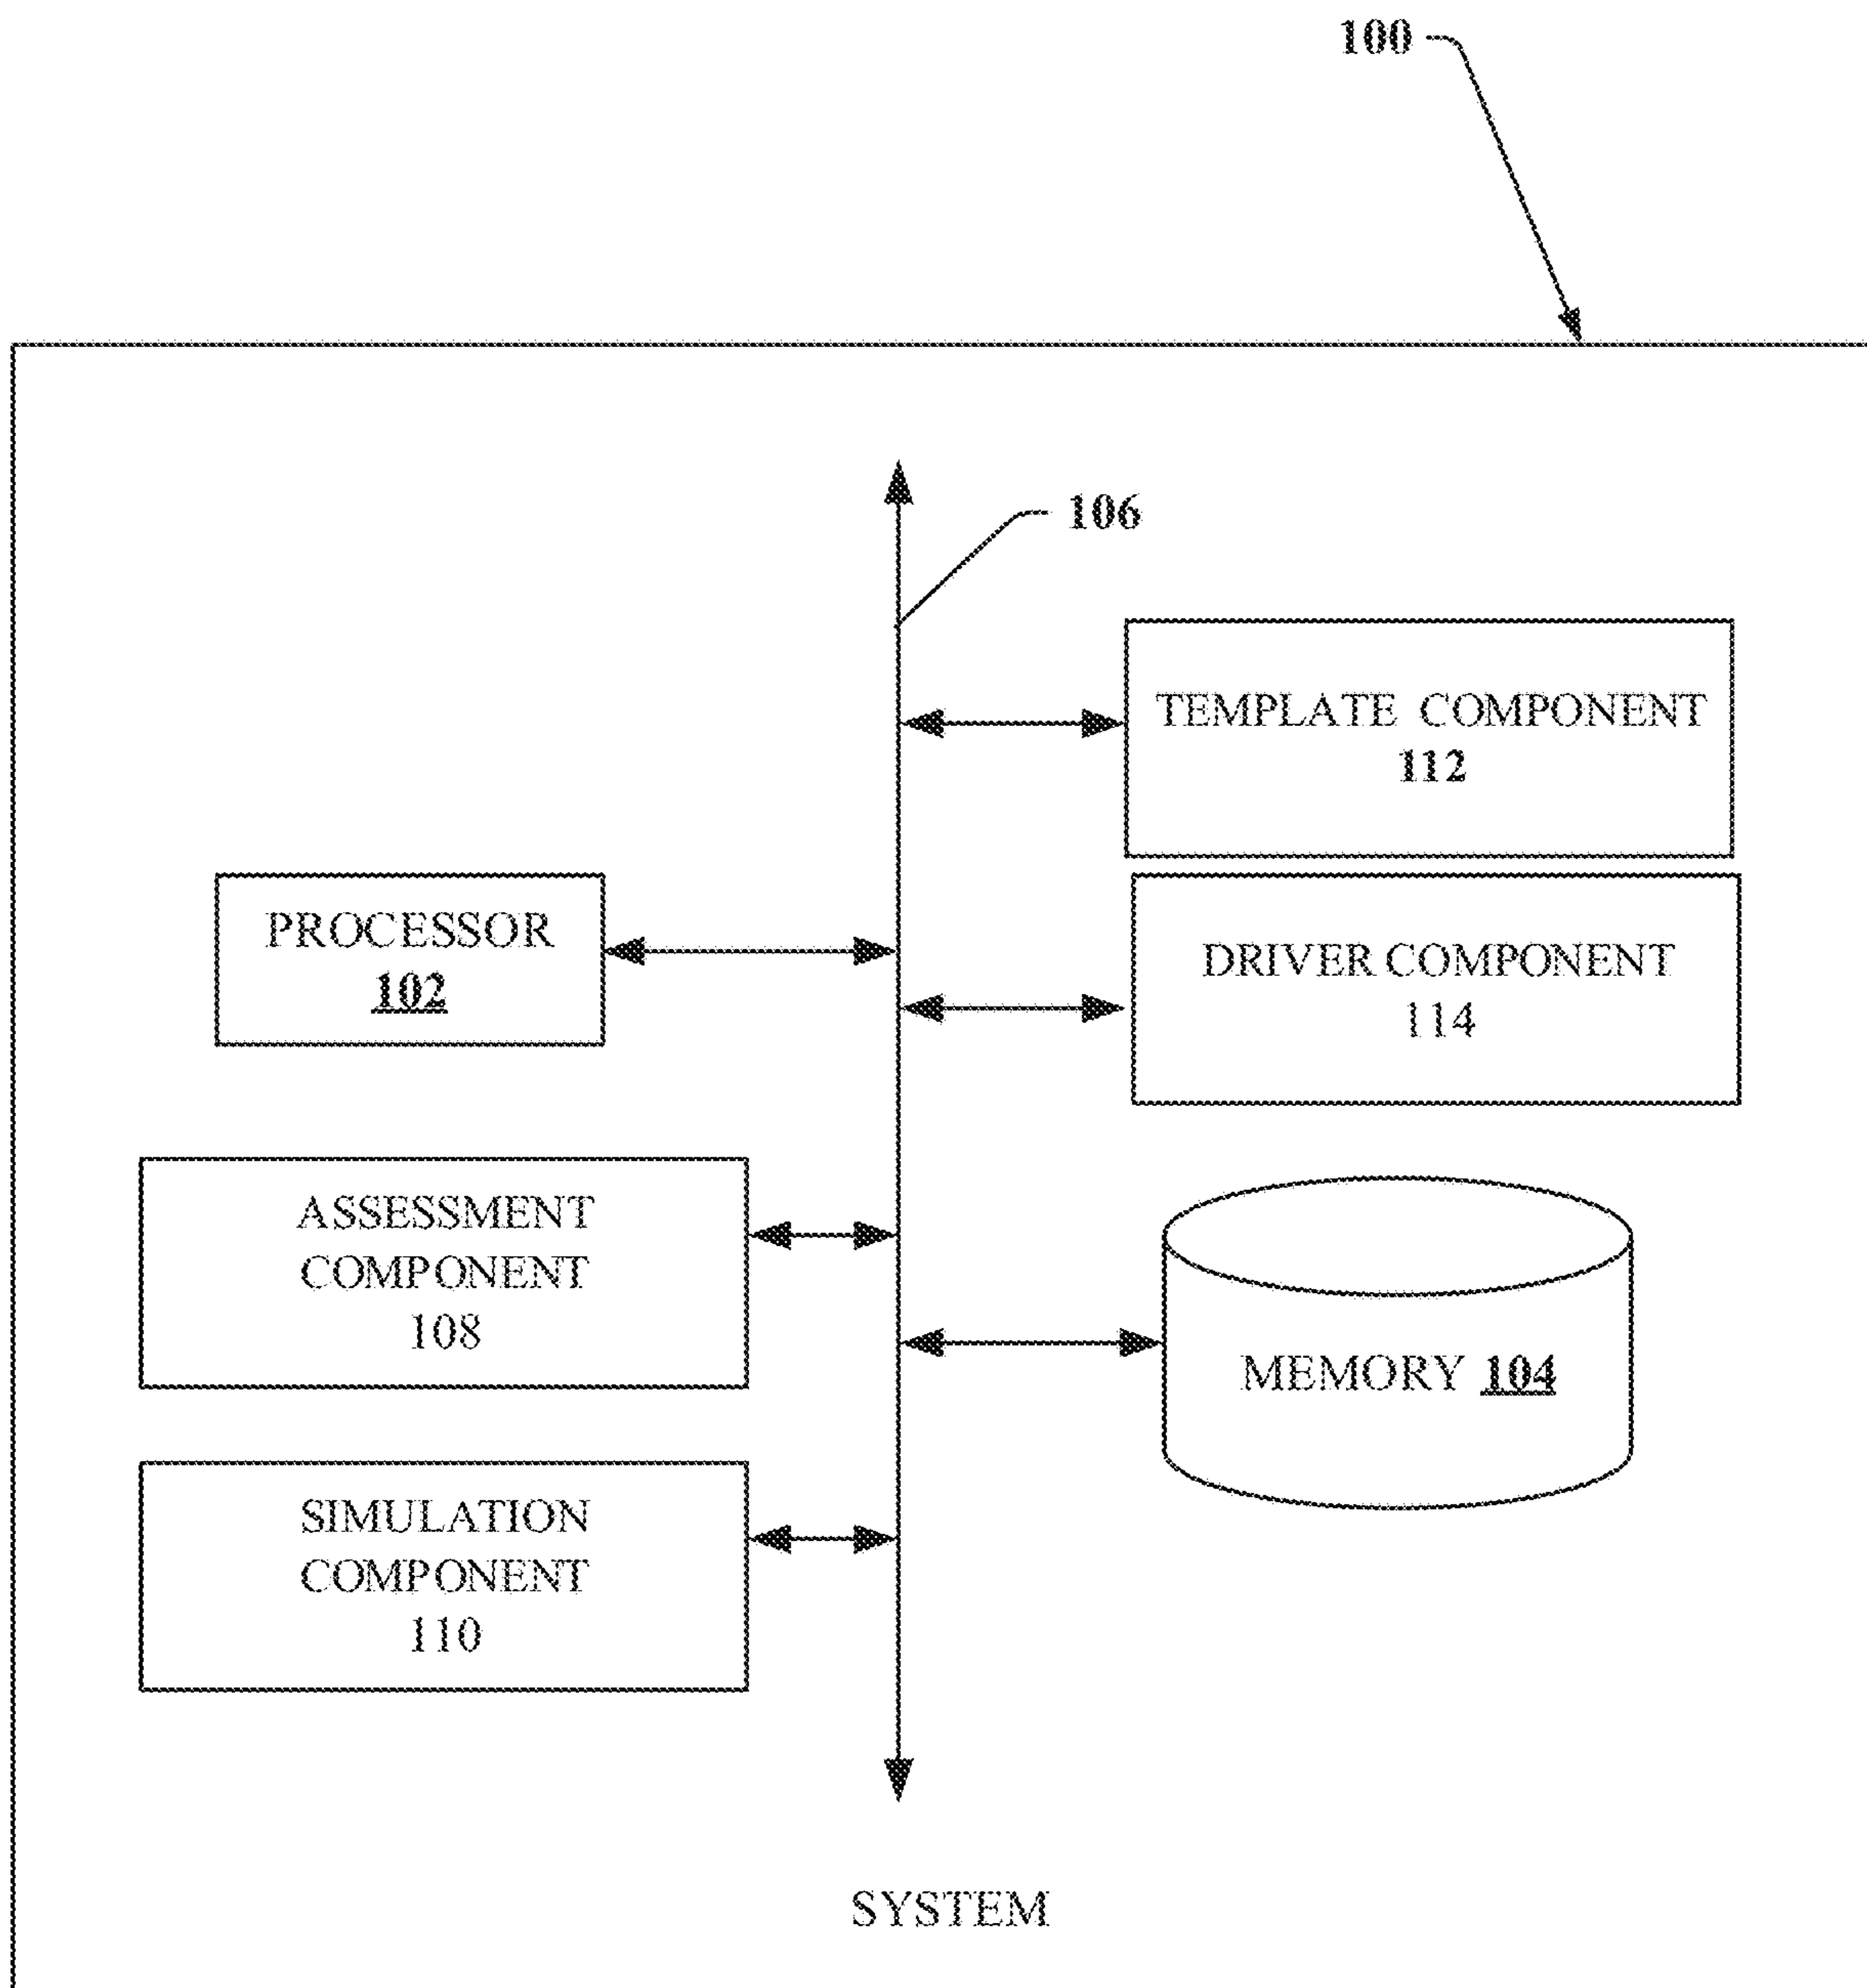 100
106
TEMPLATE COMPONENT
112
PROCESSOR
102
DRIVER COMPONENT
114
ASSESSMENT
COMPONENT
108
MEMORY 104
SIMULATION
COMPONENT
110
SYSTEM